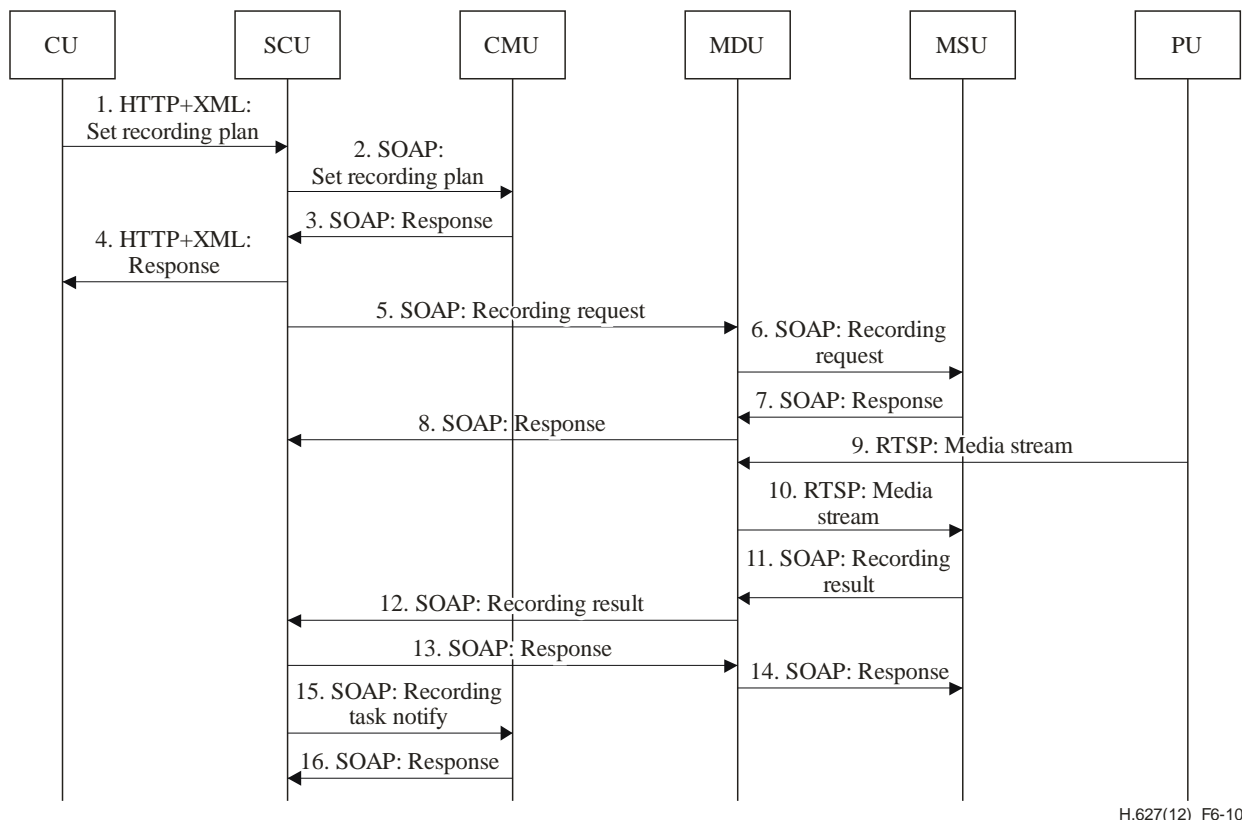 CU
SCU
CMU
MDU
MSU
PU
1. HTTP+XML:
Set recording plan
2. SOAP:
Set recording plan
3. SOAP: Response
4. HTTP+XML:
Response
5. SOAP: Recording request
6. SOAP: Recording
request
7. SOAP: Response
8. SOAP: Response
9. RTSP: Media stream
10. RTSP: Media
stream
11. SOAP: Recording
result
12. SOAP: Recording result
13. SOAP: Response
14. SOAP: Response
15. SOAP: Recording
task notify
16. SOAP: Response
H.627(12)_F6-10